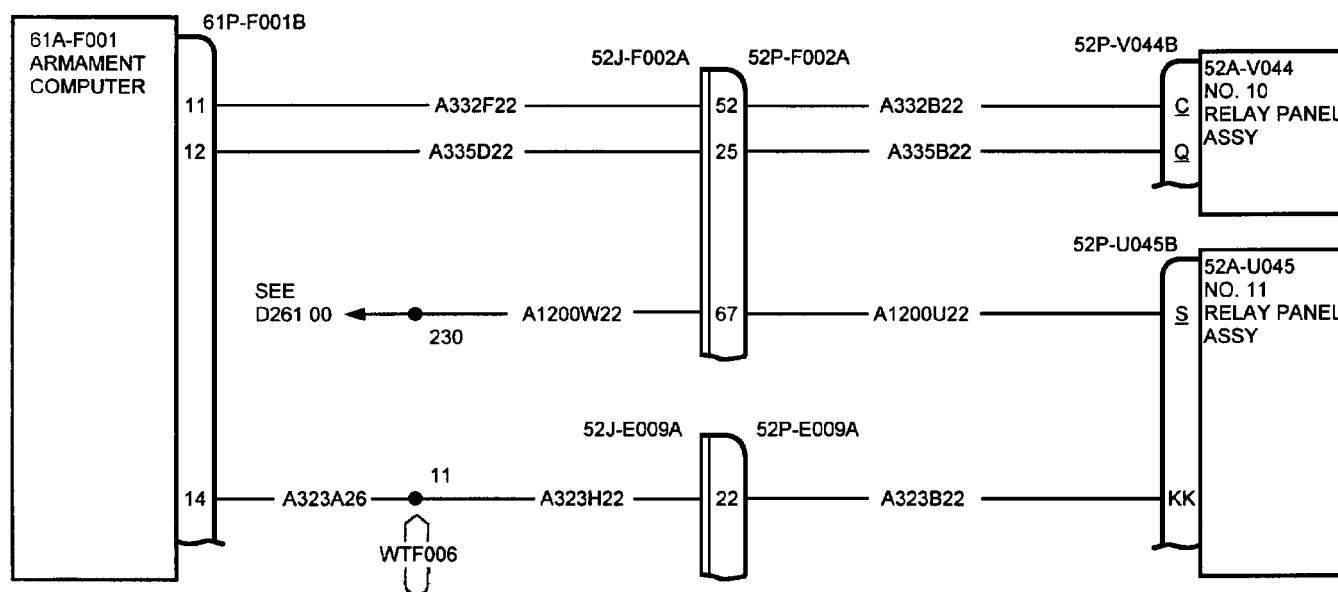 61A-F001
ARMAMENT
COMPUTER
61P-F001B
52J-F002A
52P-F002A
52P-V044B
52A-V044
NO. 10
RELAY PANEL
ASSY
11
A332F22
52
A332B22
C
12
A335D22
25
A335B22
Q
52P-U045B
52A-U045
NO. 11
RELAY PANEL
ASSY
SEE
D261 00
230
A1200W22
67
A1200U22
S
52J-E009A
52P-E009A
14
A323A26
11
A323H22
22
A323B22
KK
WTF006